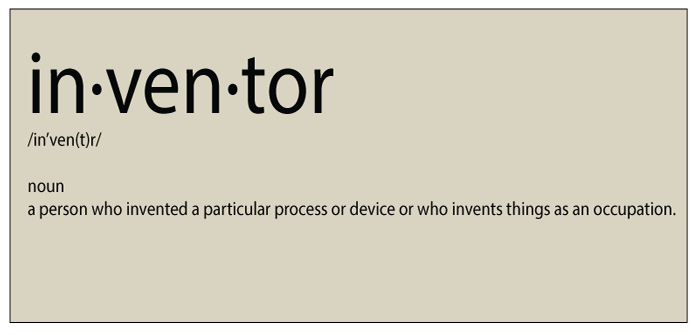 in·ven·tor
/in’ven(t)r/
noun
a person who invented a particular process or device or who invents things as an occupation.